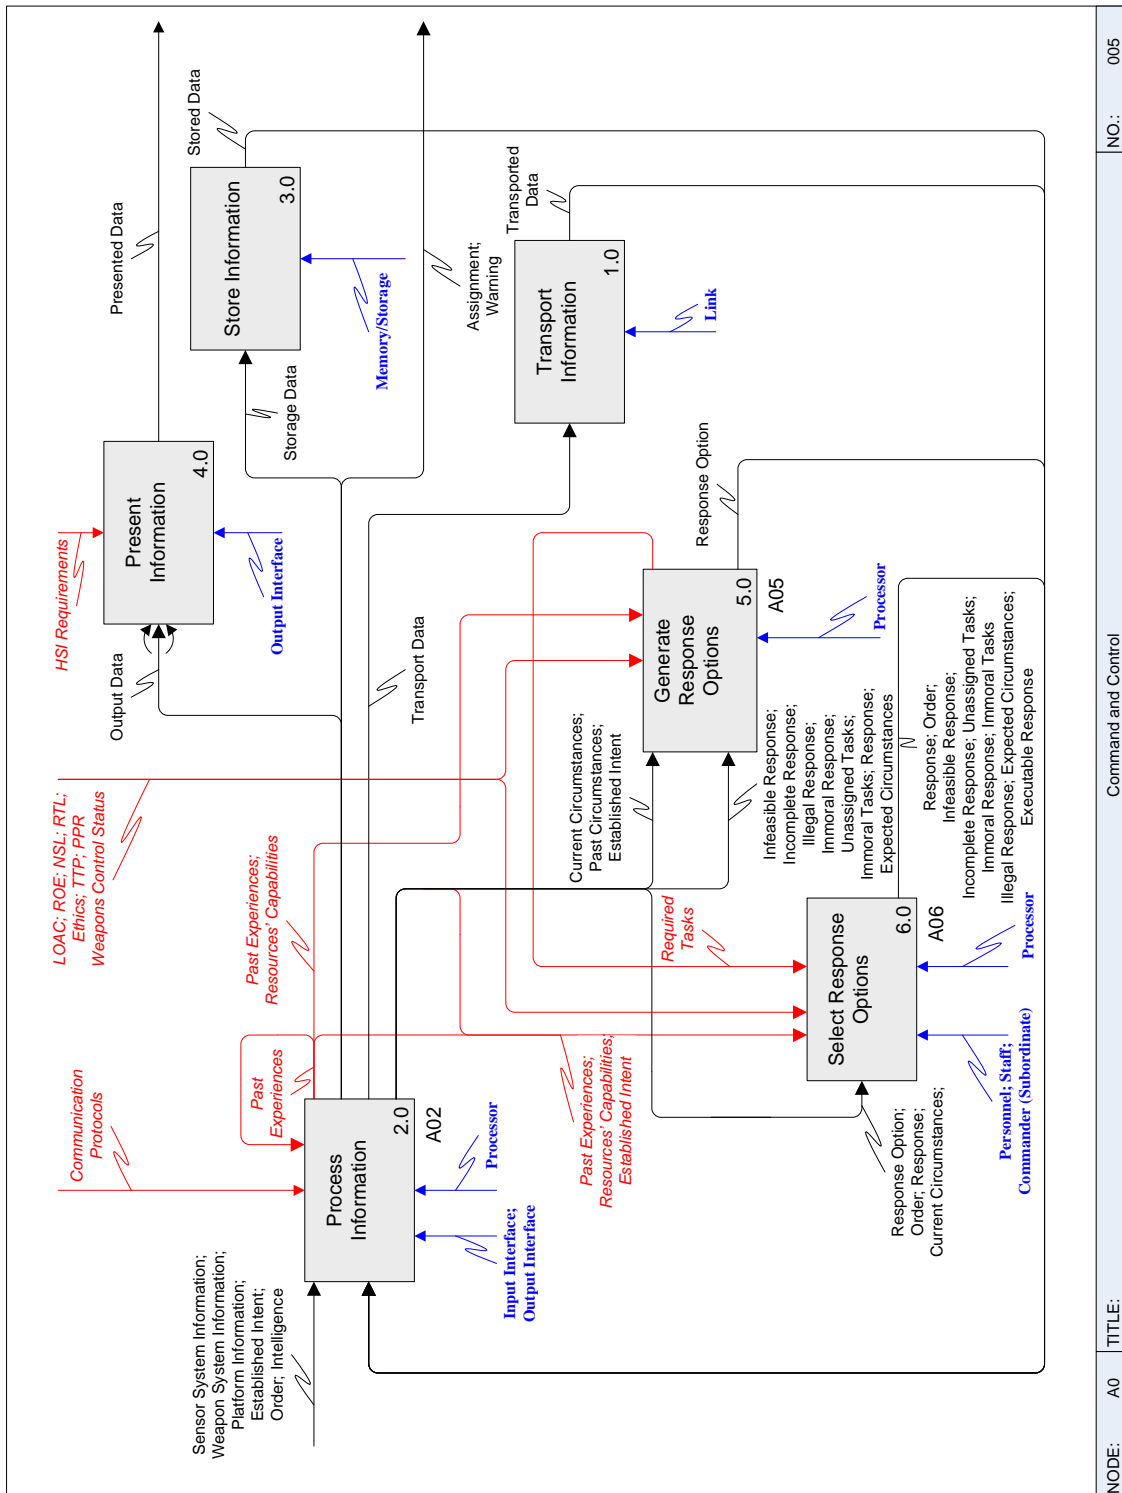 Communication
Protocols
LOAC; ROE; NSL; RTL;
Ethics; TTP; PPR
Weapons Control Status
HSI Requirements
Output Data
Present
Information
4.0
Presented Data
Output Interface
Sensor System Information;
Weapon System Information;
Platform Information;
Established Intent;
Order; Intelligence
Past
Experiences
Process
Information
2.0
A02
Input Interface;
Output Interface
Processor
Past Experiences;
Resources' Capabilities
Storage Data
Store Information
3.0
Stored Data
Memory/Storage
Assignment;
Warning
Transport Data
Transport
Information
1.0
Transported
Data
Link
Past Experiences;
Resources' Capabilities;
Established Intent
Required
Tasks
Current Circumstances;
Past Circumstances;
Established Intent
Generate
Response
Options
5.0
A05
Response Option
Processor
Infeasible Response;
Incomplete Response;
Illegal Response;
Immoral Response;
Unassigned Tasks;
Immoral Tasks; Response;
Expected Circumstances
Response Option;
Order; Response;
Current Circumstances;
Select Response
Options
6.0
A06
Personnel; Staff;
Commander (Subordinate)
Processor
Response; Order;
Infeasible Response;
Incomplete Response; Unassigned Tasks;
Immoral Response; Immoral Tasks
Illegal Response; Expected Circumstances;
Executable Response
NODE: A0 TITLE: Command and Control NO.: 005